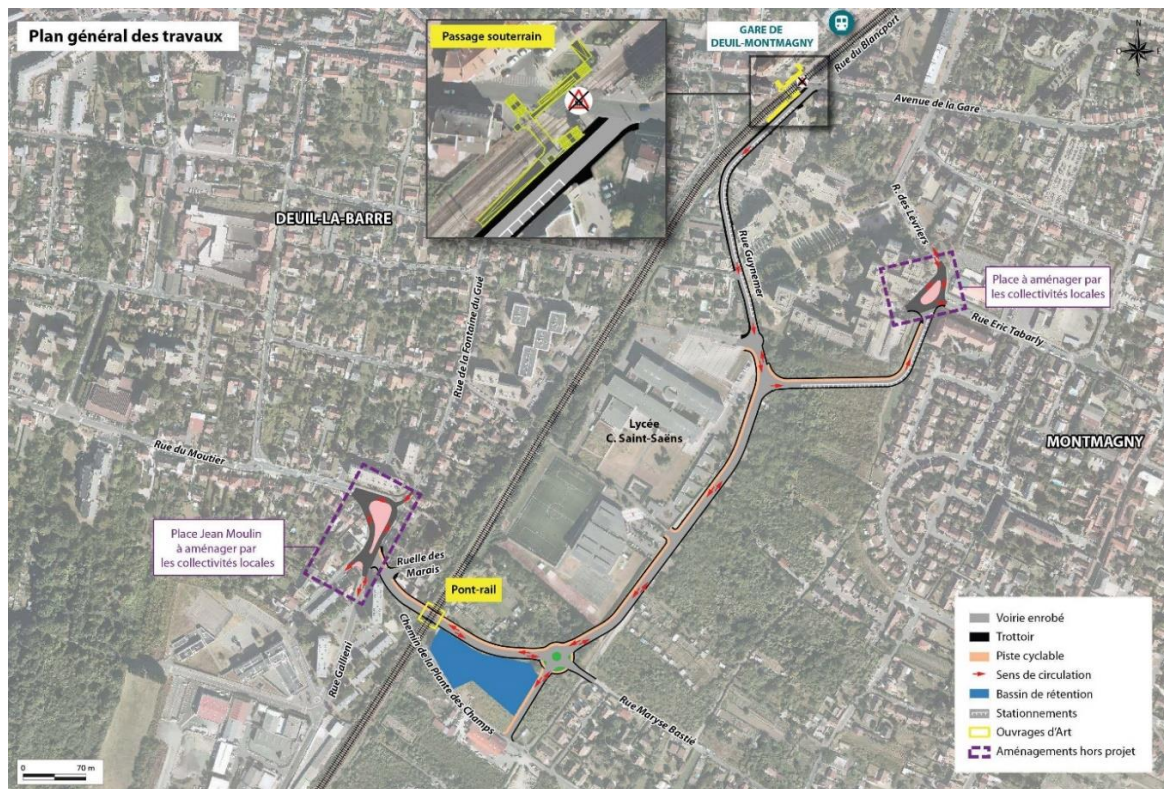 Plan général des travaux
Passage souterrain
GARE DE
DEUIL-MONTMAGNY
Rue du Blancport
N
S
Avenue de la Gare
DEUIL-LA-BARRE
R. des Lévriers
Rue Guynemer
Place à aménager par
les collectivités locales
Rue de la Fontaine du Gué
Rue Eric Tabarly
Lycée
C. Saint-Saëns
MONTMAGNY
Rue du Moutier
Place Jean Moulin
à aménager par
les collectivités locales
Ruelle des
Marais
Pont-rail
Rue Gallieni
Chemin de la Plante des Champs
Rue Maryse Bastié
Voirie enrobé
Trottoir
Piste cyclable
Sens de circulation
Bassin de rétention
Stationnements
Ouvrages d'Art
Aménagements hors projet
0 70 m